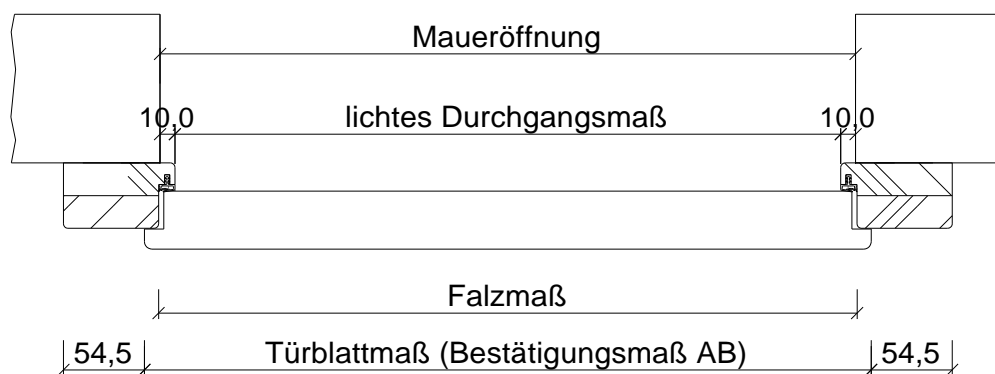 Maueröffnung
10,0 lichtes Durchgangsmaß 10,0
Falzmaß
54,5 Türblattmaß (Bestätigungsmaß AB) 54,5